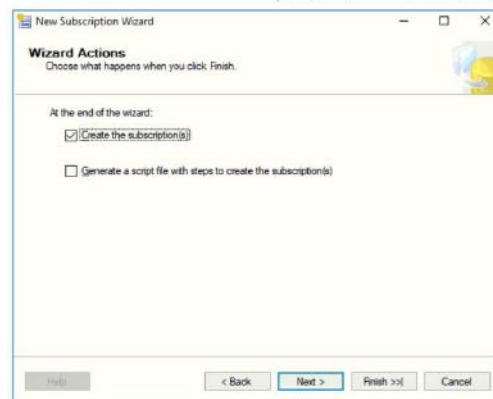 New Subscription Wizard
Wizard Actions
Choose what happens when you click Finish.
At the end of the wizard:
Create the subscription(s)
Generate a script file with steps to create the subscription(s)
Help
< Back
Next >
Finish >>|
Cancel